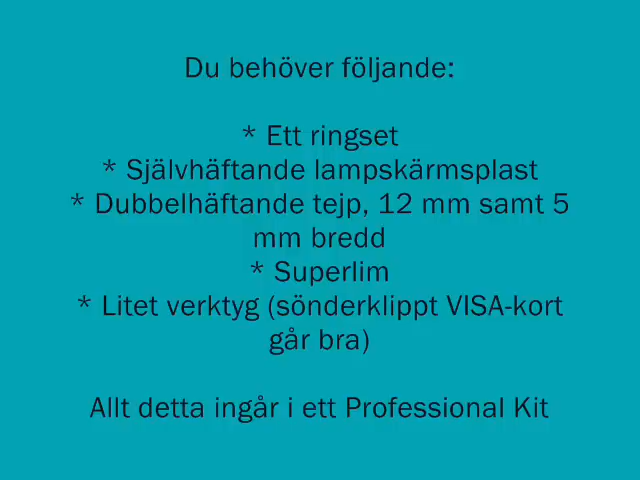 Du behöver följande:
* Ett ringset
* Självhäftande lampskärmsplast
* Dubbelhäftande tejp, 12 mm samt 5
mm bredd
* Superlim
* Litet verktyg (sönderklippt VISA-kort
går bra)
Allt detta ingår i ett Professional Kit